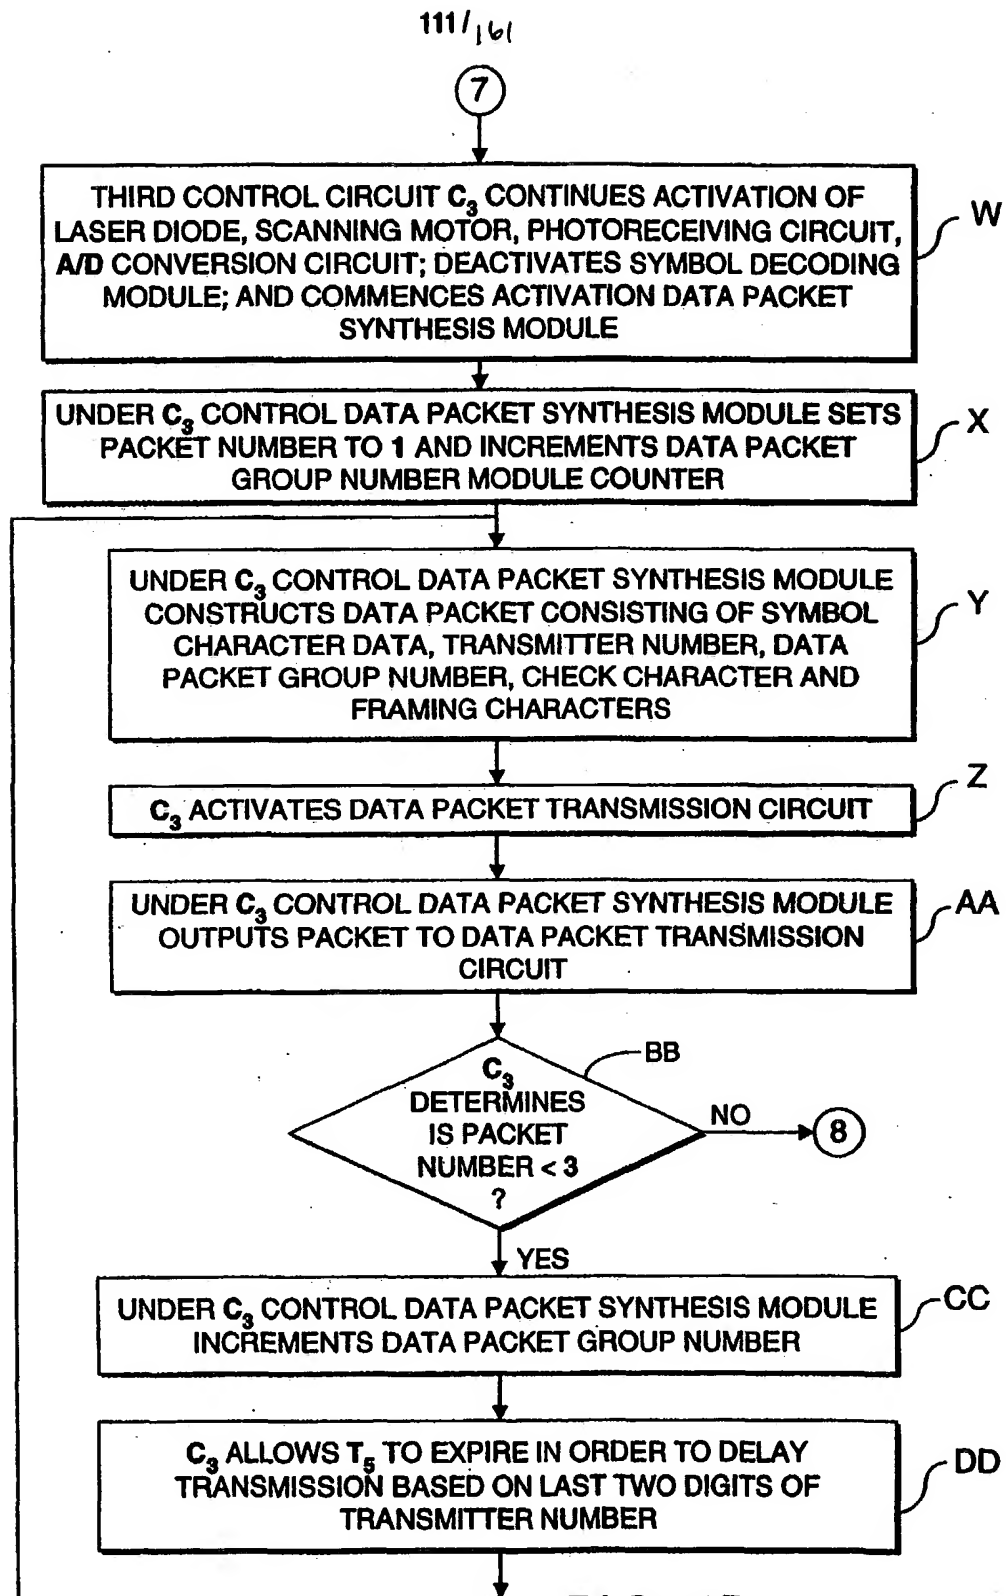 111/161
7
THIRD CONTROL CIRCUIT C3 CONTINUES ACTIVATION OF
LASER DIODE, SCANNING MOTOR, PHOTORECEIVING CIRCUIT,
A/D CONVERSION CIRCUIT; DEACTIVATES SYMBOL DECODING
MODULE; AND COMMENCES ACTIVATION DATA PACKET
SYNTHESIS MODULE
W
UNDER C3 CONTROL DATA PACKET SYNTHESIS MODULE SETS
PACKET NUMBER TO 1 AND INCREMENTS DATA PACKET
GROUP NUMBER MODULE COUNTER
X
UNDER C3 CONTROL DATA PACKET SYNTHESIS MODULE
CONSTRUCTS DATA PACKET CONSISTING OF SYMBOL
CHARACTER DATA, TRANSMITTER NUMBER, DATA
PACKET GROUP NUMBER, CHECK CHARACTER AND
FRAMING CHARACTERS
Y
C3 ACTIVATES DATA PACKET TRANSMISSION CIRCUIT
Z
UNDER C3 CONTROL DATA PACKET SYNTHESIS MODULE
OUTPUTS PACKET TO DATA PACKET TRANSMISSION
CIRCUIT
AA
C3
DETERMINES
IS PACKET
NUMBER < 3
?
BB
NO
8
YES
UNDER C3 CONTROL DATA PACKET SYNTHESIS MODULE
INCREMENTS DATA PACKET GROUP NUMBER
CC
C3 ALLOWS T5 TO EXPIRE IN ORDER TO DELAY
TRANSMISSION BASED ON LAST TWO DIGITS OF
TRANSMITTER NUMBER
DD